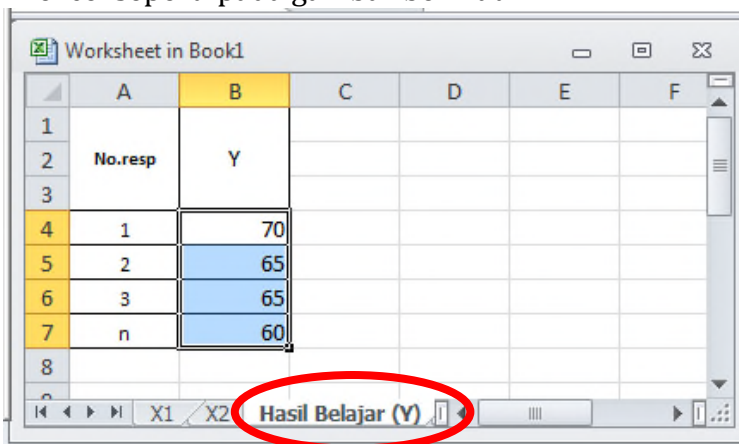 Worksheet in Book1
A B C D E F
1
2 No.resp Y
3
4 1 70
5 2 65
6 3 65
7 n 60
8
X1 X2 Hasil Belajar (Y)